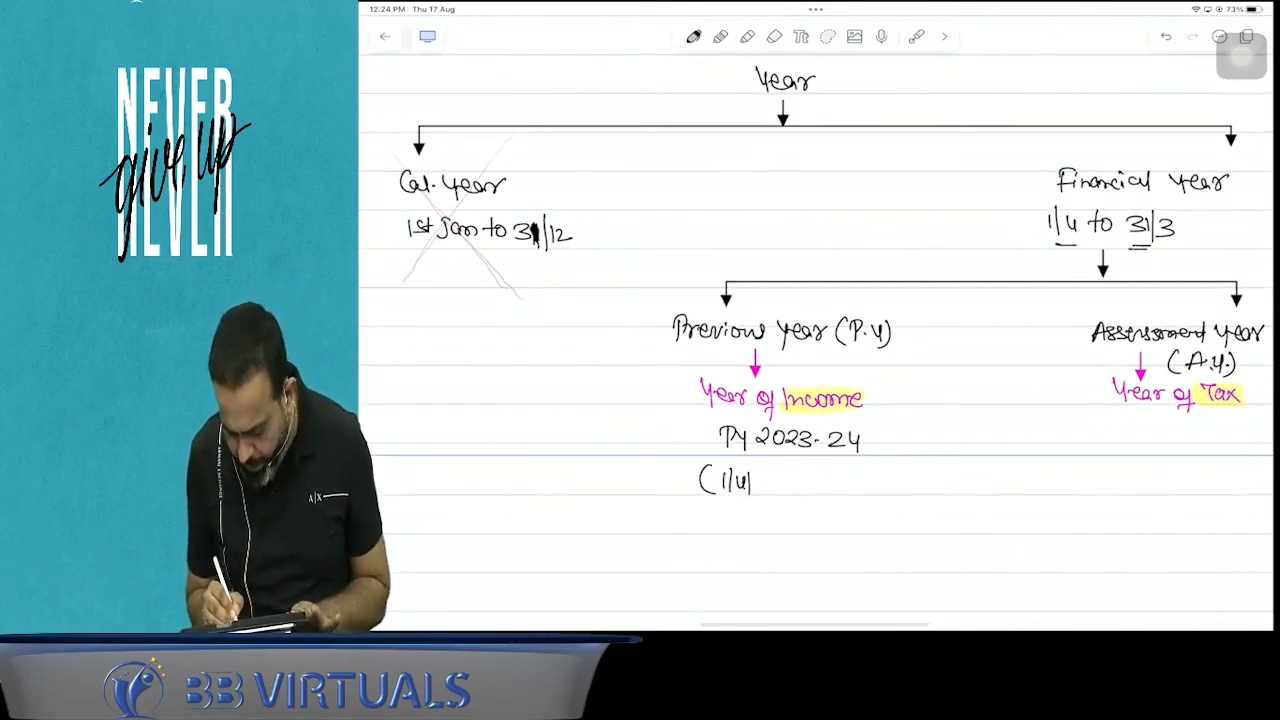 12:24 PM Thu 17 Aug
73%
NEVER
give up
NEVER
Year
Cal. Year
1st Jan to 31/12
Financial Year
1/4 to 31/3
Previous Year (P.Y)
Assessment Year
(A.Y.)
Year of Income
Year of Tax
PY 2023-24
(1/4/
A|X
ARMANI EXCHANGE
BB VIRTUALS